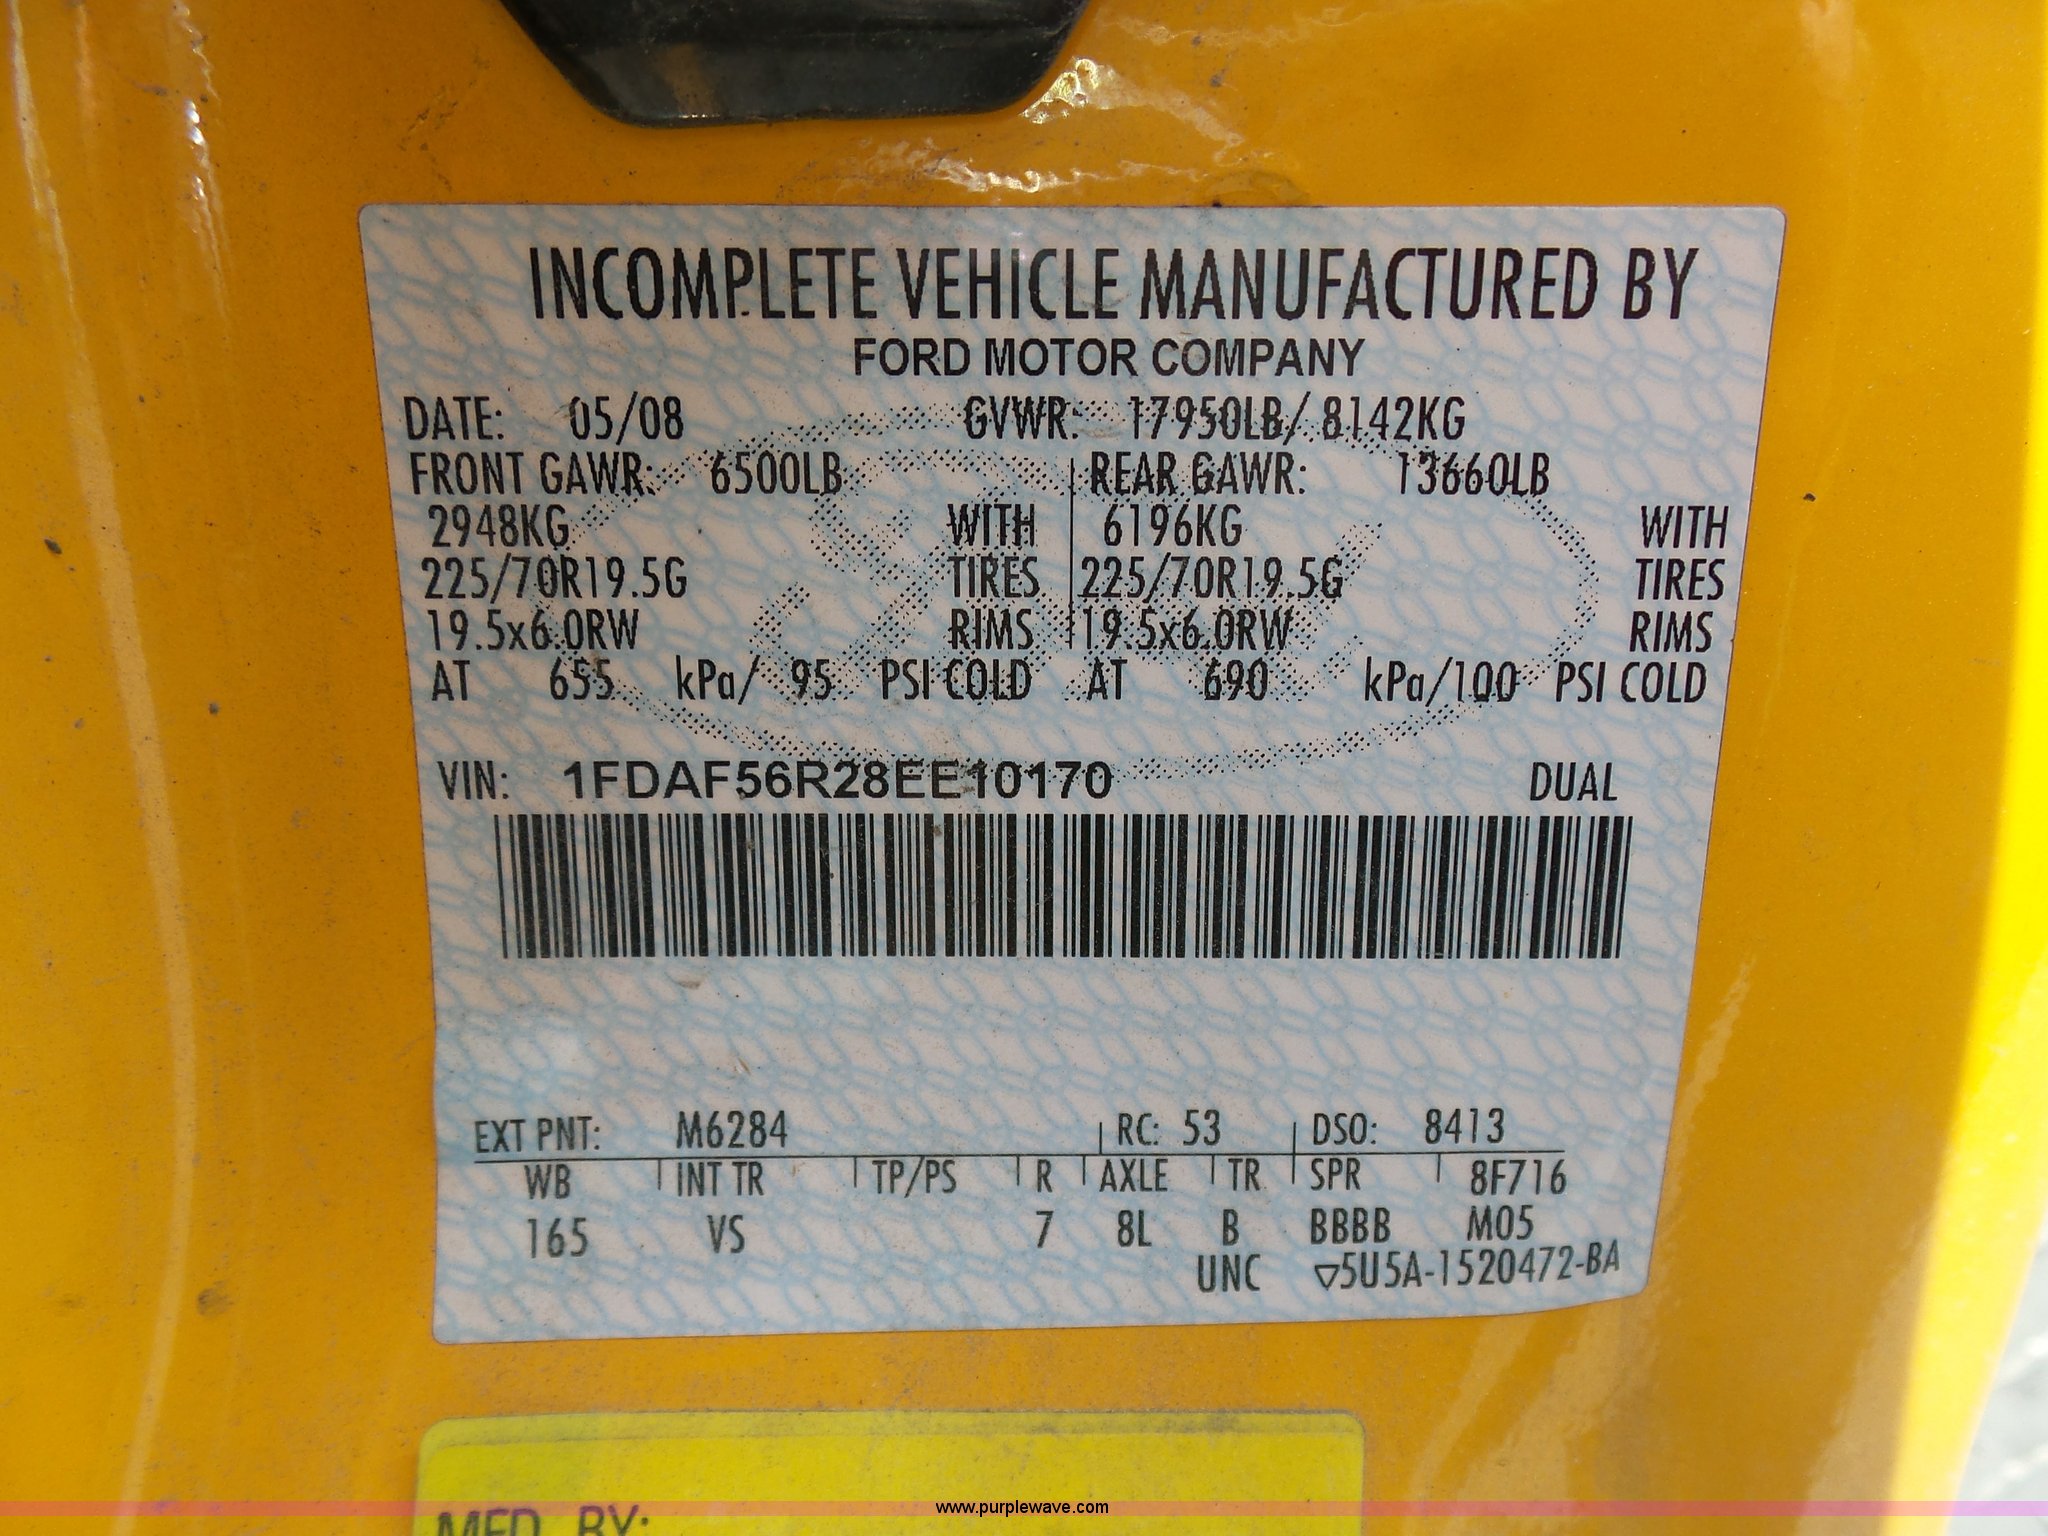 INCOMPLETE VEHICLE MANUFACTURED BY
FORD MOTOR COMPANY
DATE: 05/08 GVWR: 17950LB/ 8142KG
FRONT GAWR: 6500LB REAR GAWR: 13660LB
2948KG WITH 6196KG WITH
225/70R19.5G TIRES 225/70R19.5G TIRES
19.5x6.0RW RIMS 19.5x6.0RW RIMS
AT 655 kPa/ 95 PSI COLD AT 690 kPa/100 PSI COLD
VIN: 1FDAF56R28EE10170 DUAL
EXT PNT: M6284 RC: 53 DSO: 8413
WB INT TR TP/PS R AXLE TR SPR 8F716
165 VS 7 8L B BBBB M05
UNC ▽5U5A-1520472-BA
MFD. BY:
www.purplewave.com